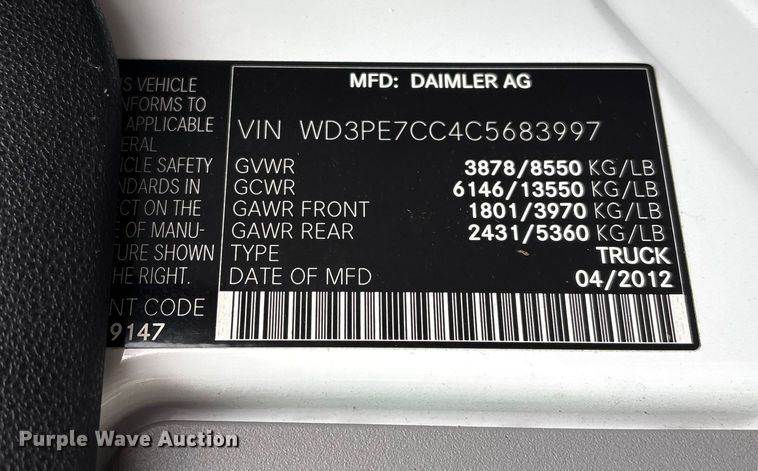 S VEHICLE
NFORMS TO
APPLICABLE
ERAL
ICLE SAFETY
NDARDS IN
CT ON THE
E OF MANU-
TURE SHOWN
HE RIGHT.
NT CODE
9147
MFD: DAIMLER AG
VIN WD3PE7CC4C5683997
GVWR 3878/8550 KG/LB
GCWR 6146/13550 KG/LB
GAWR FRONT 1801/3970 KG/LB
GAWR REAR 2431/5360 KG/LB
TYPE TRUCK
DATE OF MFD 04/2012
Purple Wave Auction